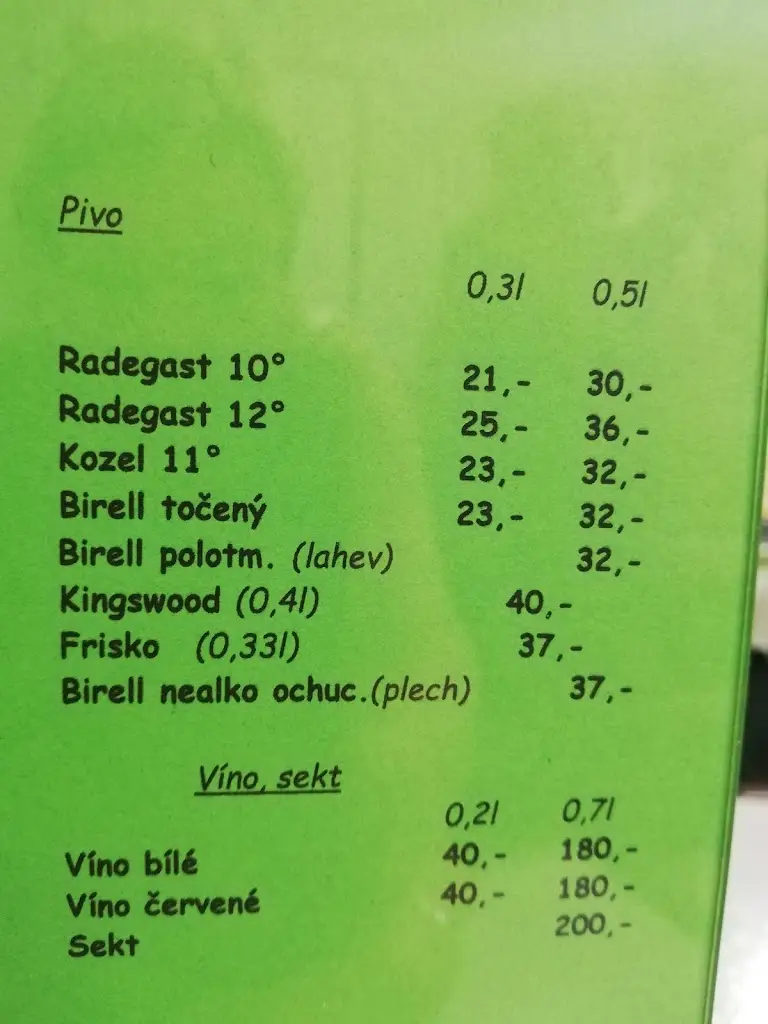 Pivo
0,3l 0,5l
Radegast 10° 21,- 30,-
Radegast 12° 25,- 36,-
Kozel 11° 23,- 32,-
Birell točený 23,- 32,-
Birell polotm. (lahev) 32,-
Kingswood (0,4l) 40,-
Frisko (0,33l) 37,-
Birell nealko ochuc.(plech) 37,-
Víno, sekt
0,2l 0,7l
Víno bílé 40,- 180,-
Víno červené 40,- 180,-
Sekt 200,-